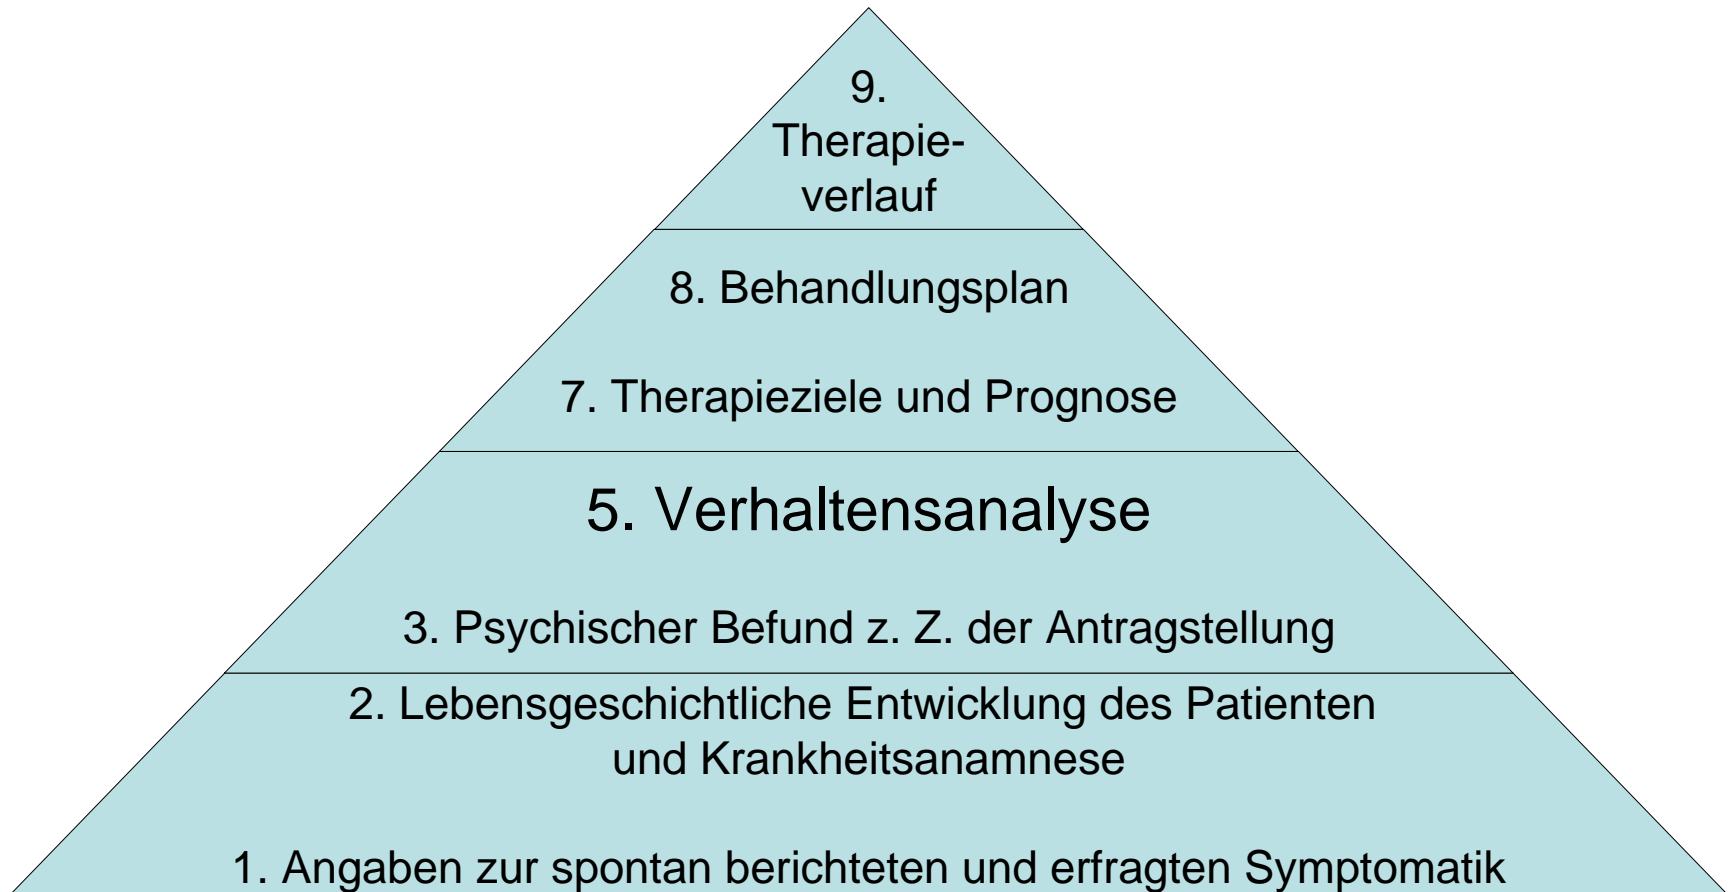 9.
Therapie-
verlauf
8. Behandlungsplan
7. Therapieziele und Prognose
5. Verhaltensanalyse
3. Psychischer Befund z. Z. der Antragstellung
2. Lebensgeschichtliche Entwicklung des Patienten
und Krankheitsanamnese
1. Angaben zur spontan berichteten und erfragten Symptomatik